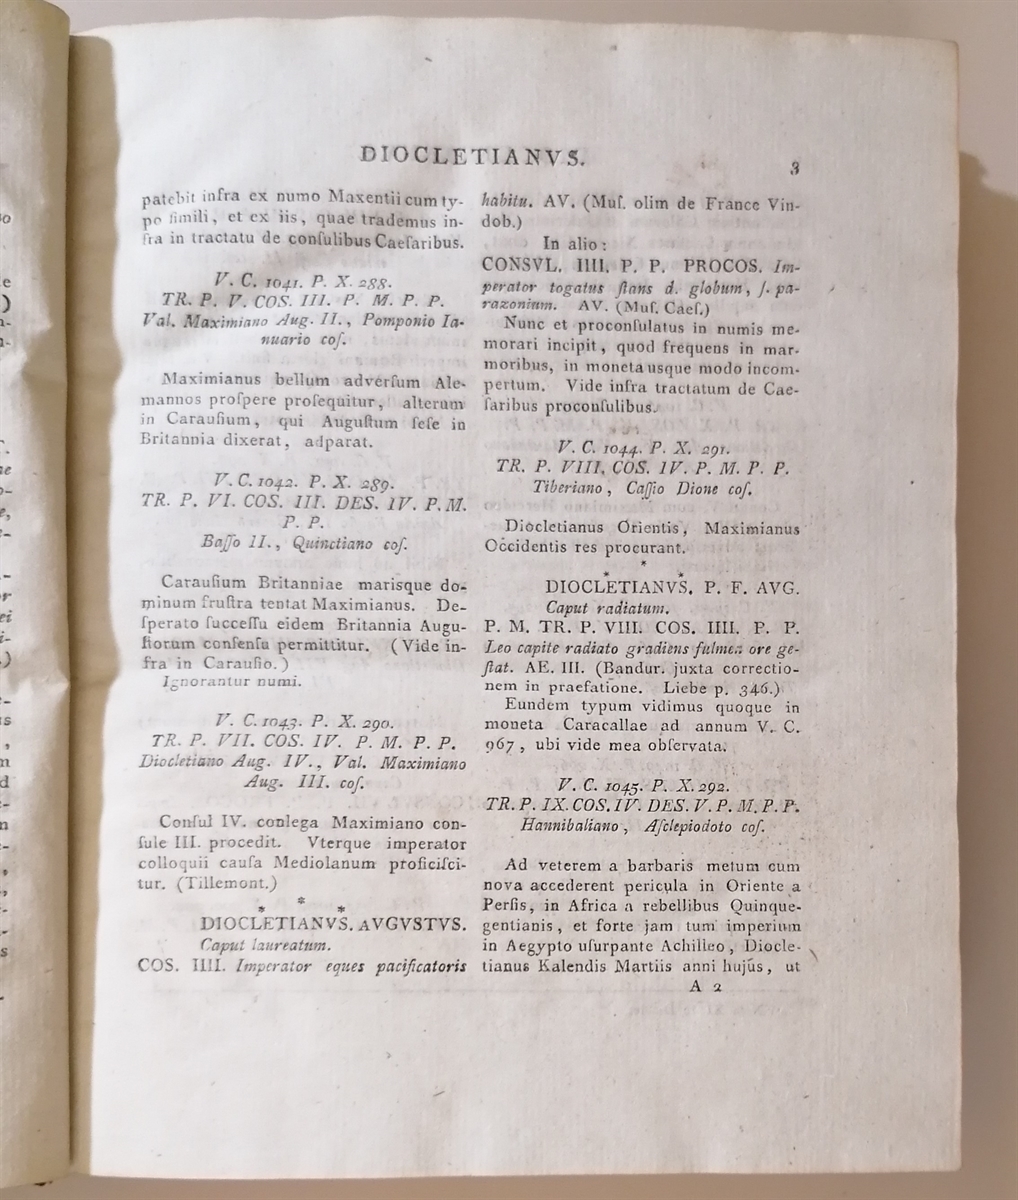 DIOCLETIANVS.
3
patebit infra ex numo Maxentii cum ty-
po ſimili, et ex iis, quae trademus in-
fra in tractatu de conſulibus Caeſaribus.
V. C. 1041. P. X. 288.
TR. P. V. COS. III. P. M. P. P.
Val. Maximiano Aug. II., Pomponio Ia-
nuario coſ.
Maximianus bellum adverſum Ale-
mannos proſpere proſequitur, alterum
in Carauſium, qui Auguſtum ſeſe in
Britannia dixerat, adparat.
V. C. 1042. P. X. 289.
TR. P. VI. COS. III. DES. IV. P. M.
P. P.
Baſſo II., Quinctiano coſ.
Carauſium Britanniae marisque do-
minum fruſtra tentat Maximianus. De-
ſperato ſucceſſu eidem Britannia Augu-
ſtorum conſenſu permittitur. (Vide in-
fra in Carauſio.)
Ignorantur numi.
V. C. 1043. P. X. 290.
TR. P. VII. COS. IV. P. M. P. P.
Diocletiano Aug. IV., Val. Maximiano
Aug. III. coſ.
Conſul IV. conlega Maximiano con-
ſule III. procedit. Vterque imperator
colloquii cauſa Mediolanum proficiſci-
tur. (Tillemont.)
* * *
DIOCLETIANVS. AVGVSTVS.
Caput laureatum.
COS. IIII. Imperator eques pacificatoris
habitu. AV. (Muſ. olim de France Vin-
dob.)
In alio:
CONSVL. IIII. P. P. PROCOS. Im-
perator togatus ſtans d. globum, ſ. pa-
razonium. AV. (Muſ. Caeſ.)
Nunc et proconſulatus in numis me-
morari incipit, quod frequens in mar-
moribus, in moneta usque modo incom-
pertum. Vide infra tractatum de Cae-
ſaribus proconſulibus.
V. C. 1044. P. X. 291.
TR. P. VIII. COS. IV. P. M. P. P.
Tiberiano, Caſſio Dione coſ.
Diocletianus Orientis, Maximianus
Occidentis res procurant.
* * *
DIOCLETIANVS. P. F. AVG.
Caput radiatum.
P. M. TR. P. VIII. COS. IIII. P. P.
Leo capite radiato gradiens fulmen ore ge-
ſtat. AE. III. (Bandur. juxta correctio-
nem in praefatione. Liebe p. 346.)
Eundem typum vidimus quoque in
moneta Caracallae ad annum V. C.
967, ubi vide mea obſervata.
V. C. 1045. P. X. 292.
TR. P. IX. COS. IV. DES. V. P. M. P. P.
Hannibaliano, Aſclepiodoto coſ.
Ad veterem a barbaris metum cum
nova accederent pericula in Oriente a
Perſis, in Africa a rebellibus Quinque-
gentianis, et forte jam tum imperium
in Aegypto uſurpante Achilleo, Diocle-
tianus Kalendis Martiis anni hujus, ut
A 2